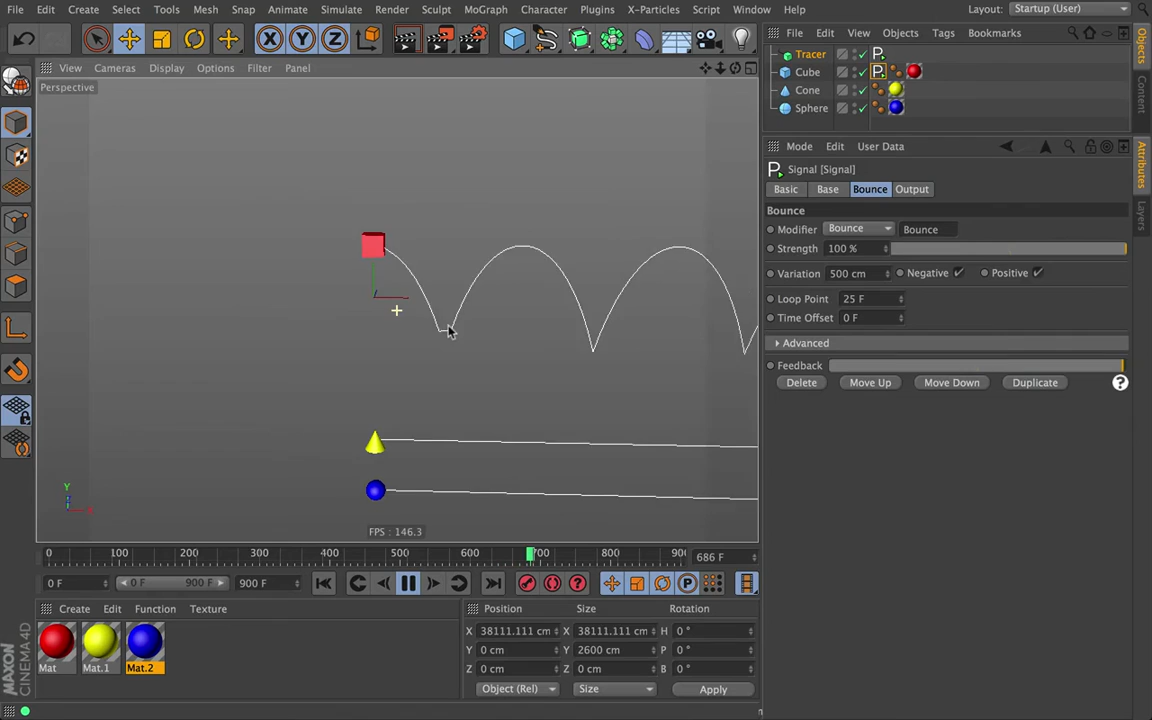 File Edit Create Select Tools Mesh Snap Animate Simulate Render Sculpt MoGraph Character Plugins X-Particles Script Window Help Layout: Startup (User)
X Y Z
File Edit View Objects Tags Bookmarks
View Cameras Display Options Filter Panel
Perspective
Tracer
Cube
Cone
Sphere
Objects
Content
Mode Edit User Data
Signal [Signal]
Basic Base Bounce Output
Attributes
Layers
Bounce
Modifier Bounce Bounce
Strength 100 %
Variation 500 cm Negative Positive
Loop Point 25 F
Time Offset 0 F
Advanced
Feedback
Delete Move Up Move Down Duplicate ?
Y
FPS : 146.3
0 100 200 300 400 500 600 700 800 90 686 F
0 F 0 F 900 F 900 F
Create Edit Function Texture
Mat Mat.1 Mat.2
Position Size Rotation
X 38111.111 cm X 38111.111 cm H 0 °
Y 0 cm Y 2600 cm P 0 °
Z 0 cm Z 0 cm B 0 °
Object (Rel) Size Apply
MAXON CINEMA4D